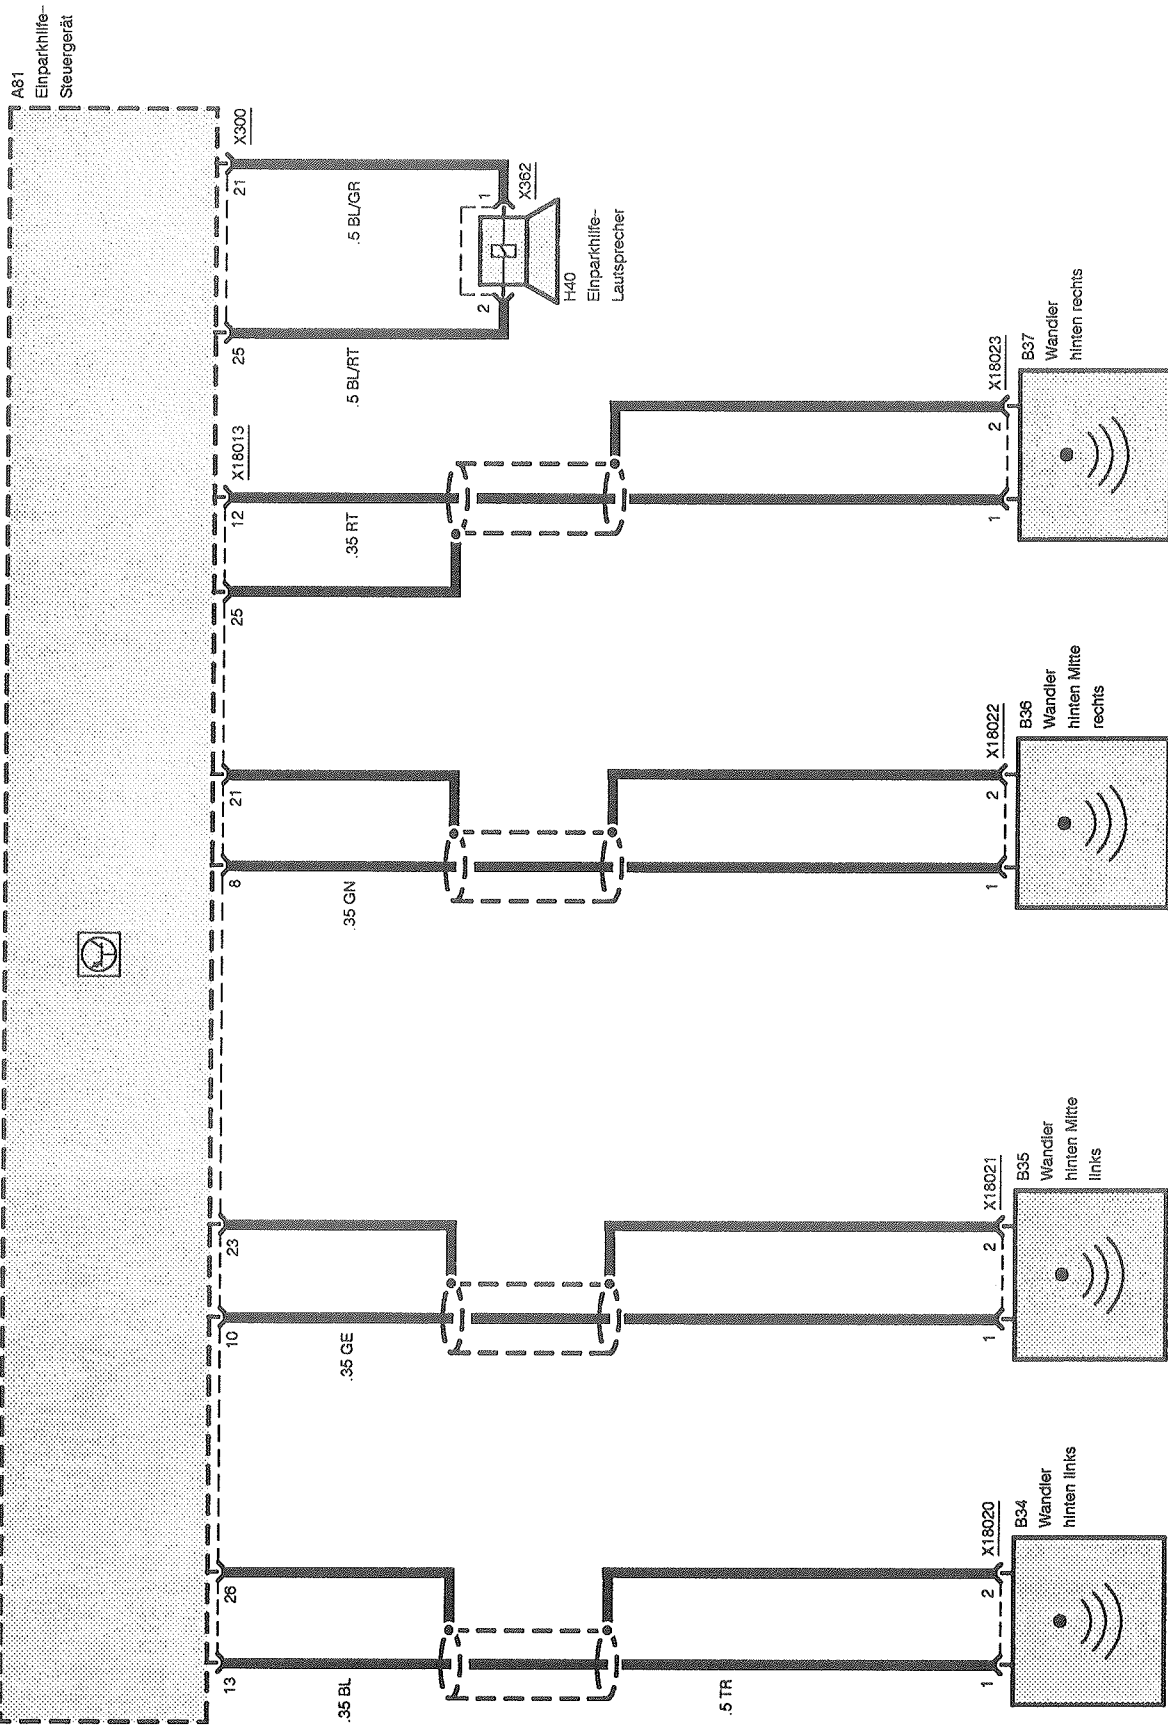 A81
Einparkhilfe-
Steuergerät
13
26
10
23
8
21
25
12
X18013
25
21
X300
.35 BL
.35 GE
.35 GN
.35 RT
.5 BL/RT
.5 BL/GR
2
1
X362
H40
Einparkhilfe-
Lautsprecher
.5 TR
1
2
X18020
B34
Wandler
hinten links
1
2
X18021
B35
Wandler
hinten Mitte
links
1
2
X18022
B36
Wandler
hinten Mitte
rechts
1
2
X18023
B37
Wandler
hinten rechts